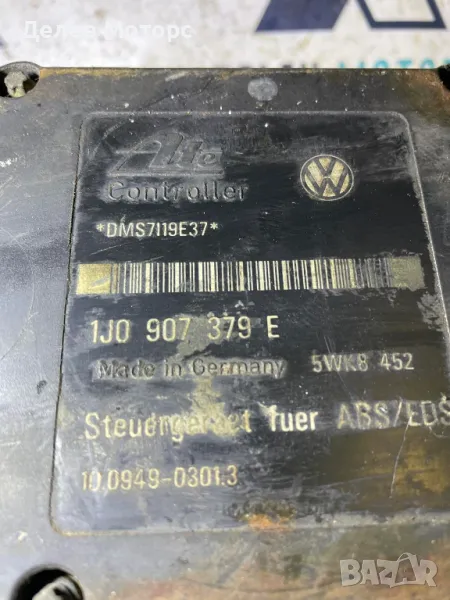 Делев Моторс
Ate
Controller
*DMS7119E37*
1J0 907 379 E
Made in Germany 5WK8 452
Steuergeraet fuer ABS/EDS
10.0949-0301.3
BAZAR